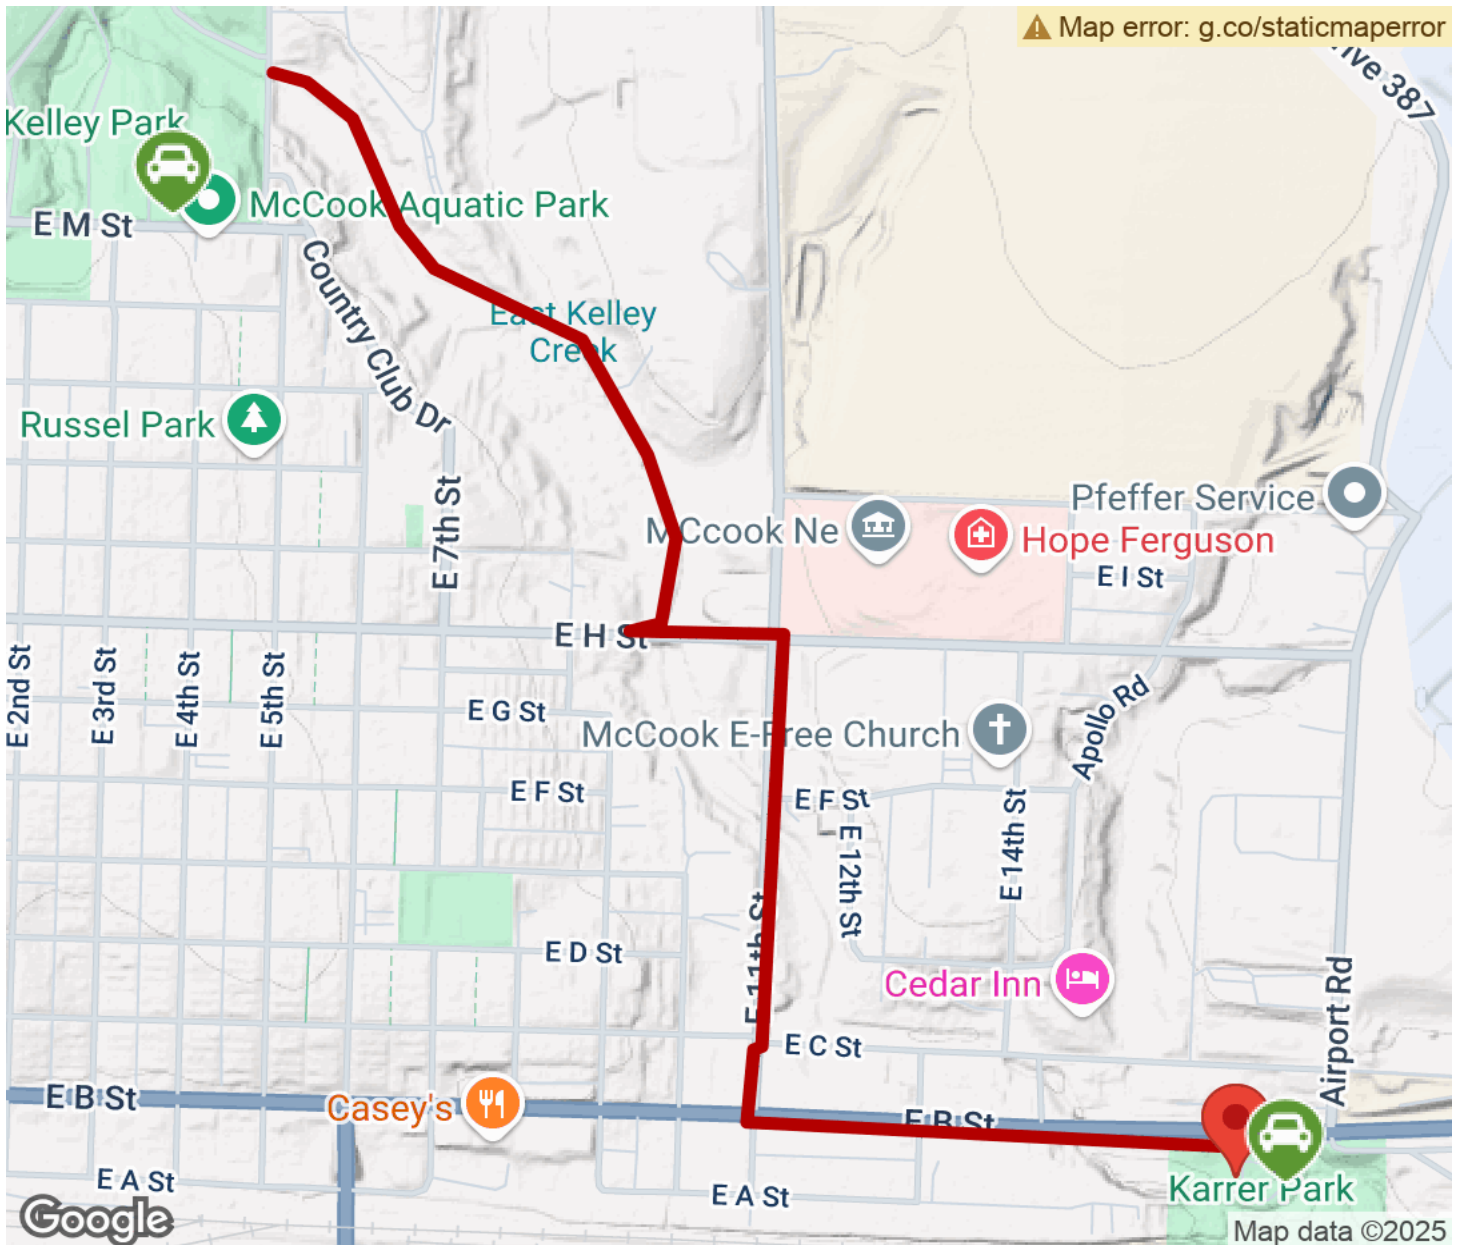 Map error: g.co/staticmaperror
ive 387
Kelley Park
McCook Aquatic Park
E M St
Country Club Dr
East Kelley
Creek
Russel Park
E 7th St
Pfeffer Service
MCcook Ne
Hope Ferguson
E I St
E H St
E 2nd St
E 3rd St
E 4th St
E 5th St
E G St
McCook E-Free Church
Apollo Rd
E F St
E F St
E 12th St
E 14th St
E 11th St
E D St
Cedar Inn
Airport Rd
E C St
E B St
Casey's
E B St
E A St
E A St
Karrer Park
Google
Map data ©2025